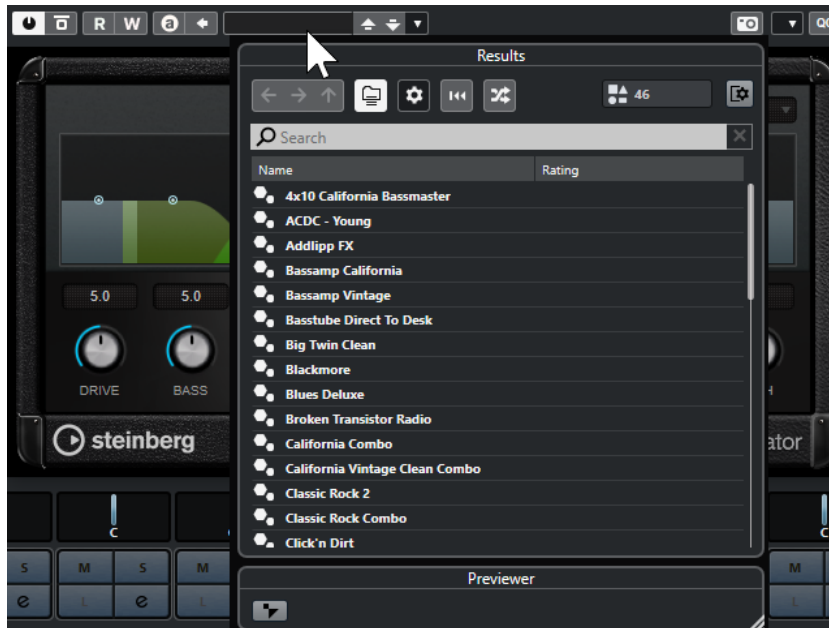 R W a QC
Results
46
Search
Name Rating
4x10 California Bassmaster
ACDC - Young
Addlipp FX
Bassamp California
5.0 5.0
Bassamp Vintage
Basstube Direct To Desk
Big Twin Clean
Blackmore
DRIVE BASS H
Blues Deluxe
Broken Transistor Radio
steinberg ator
California Combo
California Vintage Clean Combo
Classic Rock 2
Classic Rock Combo
C C
Click'n Dirt
S M S M M
Previewer
e L e L L